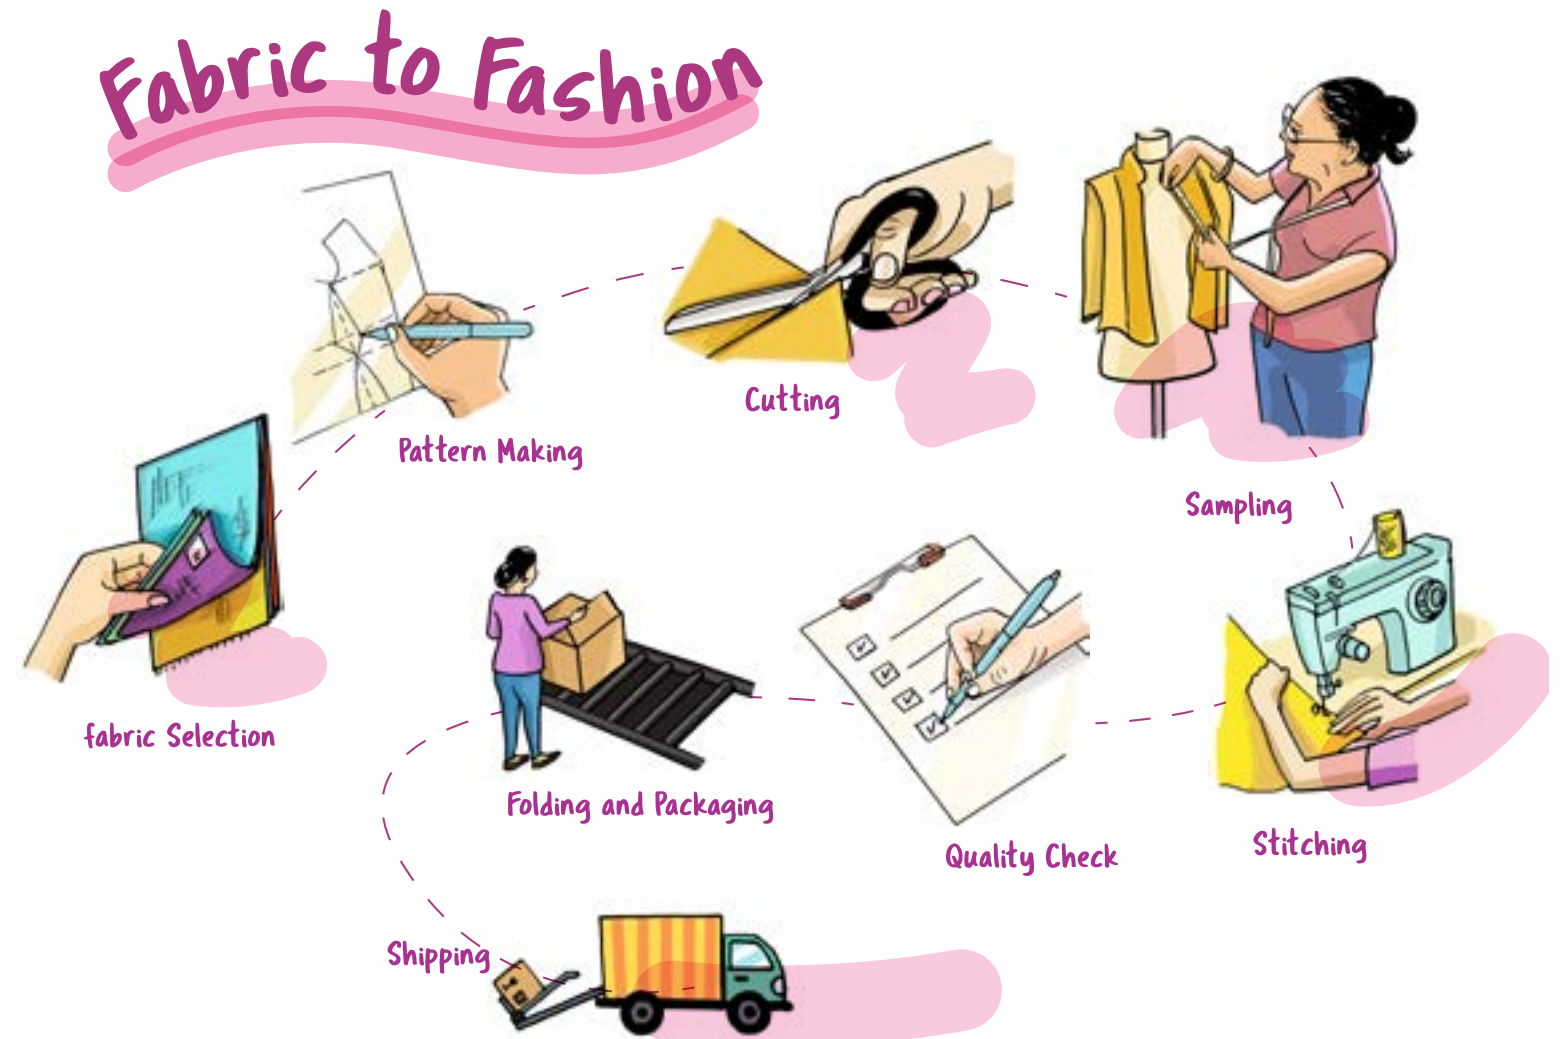 Fabric to Fashion
fabric Selection
Pattern Making
Cutting
Sampling
Stitching
Quality Check
Folding and Packaging
Shipping